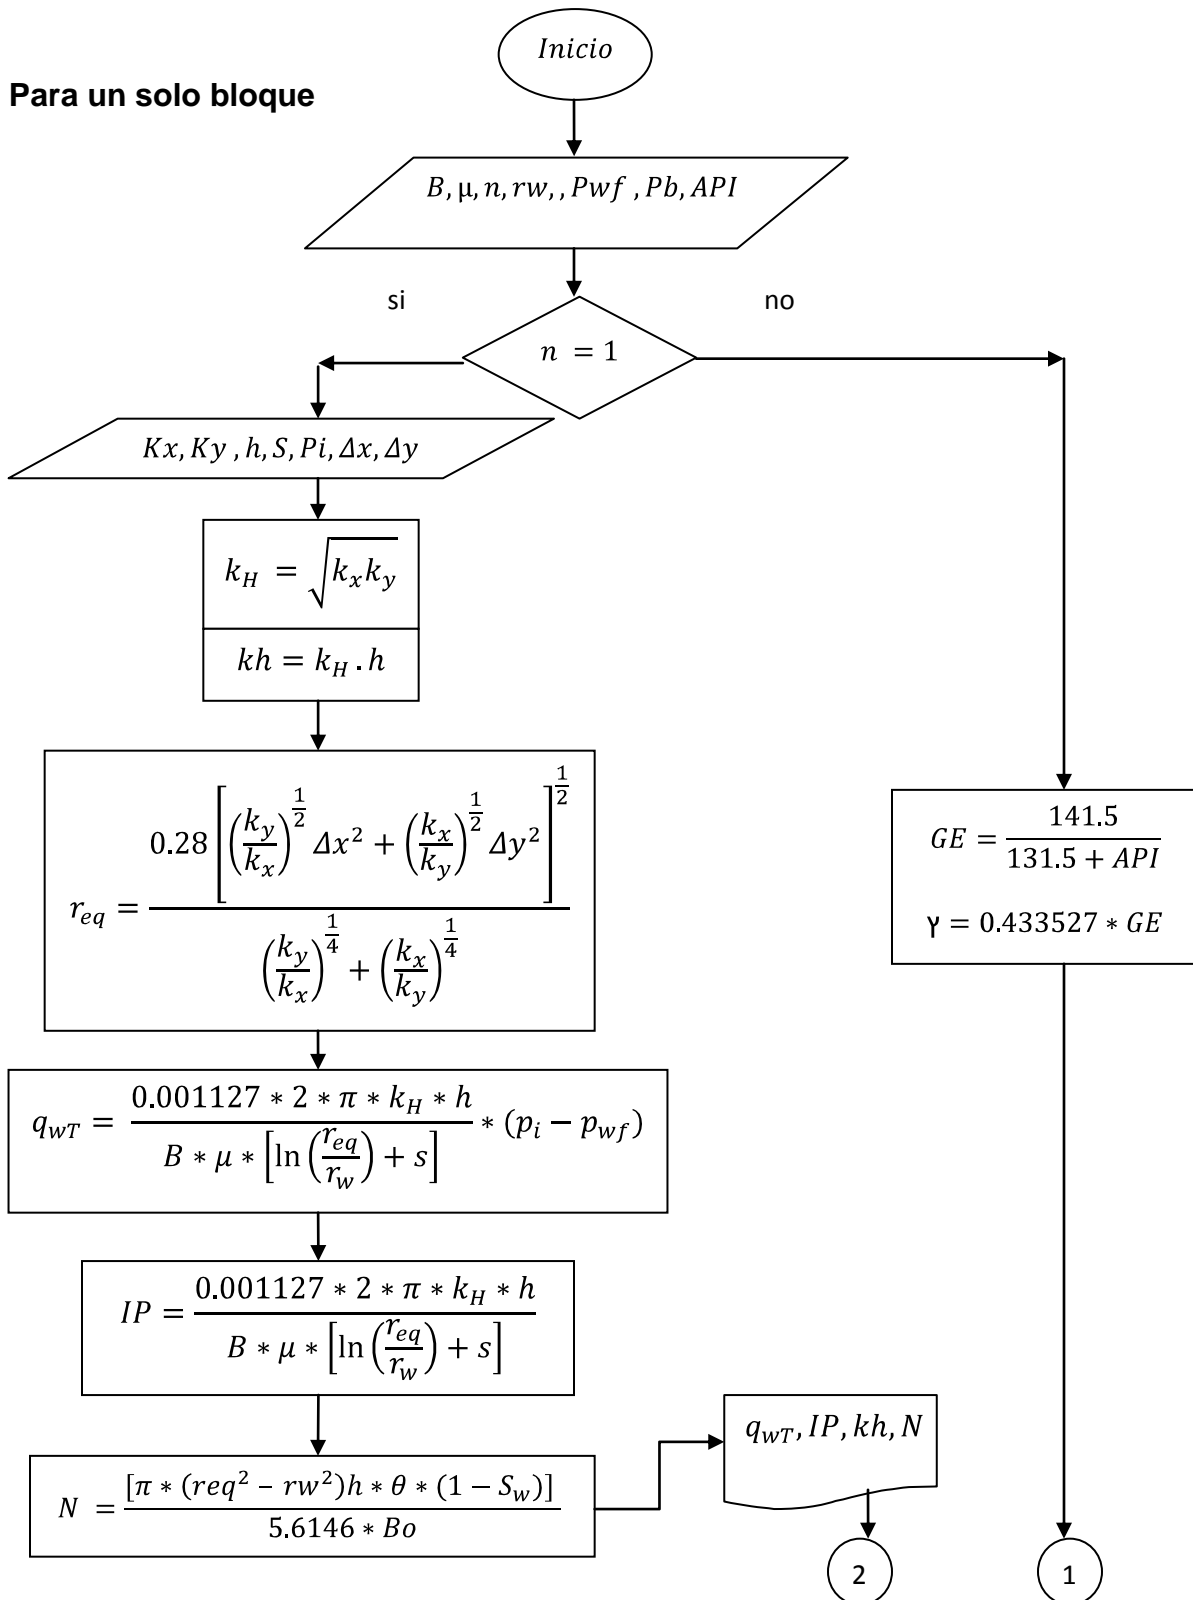 Inicio
Para un solo bloque
B, μ, n, rw, , Pwf , Pb, API
si
no
n = 1
Kx, Ky , h, S, Pi, Δx, Δy
k_H = √(k_x k_y)
kh = k_H . h
r_eq = 0.28 [(k_y/k_x)^(1/2) Δx² + (k_x/k_y)^(1/2) Δy²]^(1/2) / ((k_y/k_x)^(1/4) + (k_x/k_y)^(1/4))
GE = 141.5 / (131.5 + API)
γ = 0.433527 * GE
q_wT = 0.001127 * 2 * π * k_H * h / (B * μ * [ln (r_eq/r_w) + s]) * (p_i − p_wf)
IP = 0.001127 * 2 * π * k_H * h / (B * μ * [ln (r_eq/r_w) + s])
q_wT, IP, kh, N
N = [π * (req² − rw²)h * θ * (1 − S_w)] / (5.6146 * Bo)
2
1